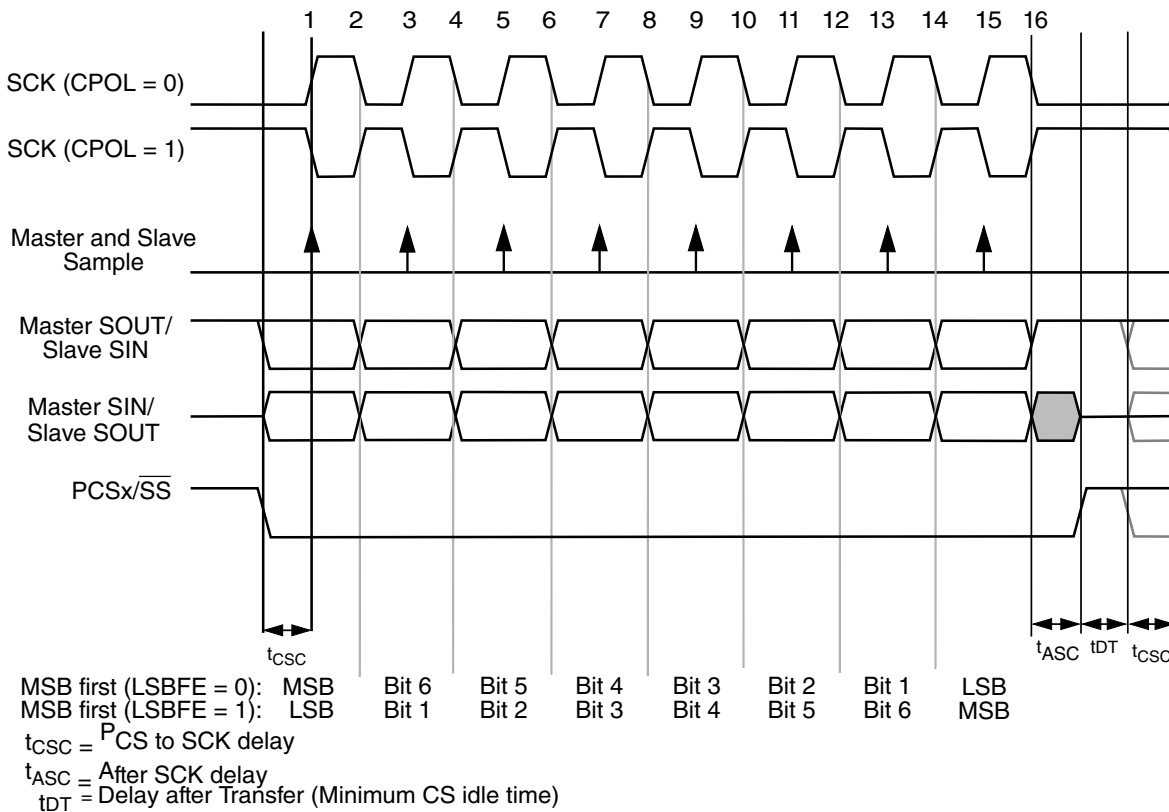 1 2 3 4 5 6 7 8 9 10 11 12 13 14 15 16
SCK (CPOL = 0)
SCK (CPOL = 1)
Master and Slave
Sample
Master SOUT/
Slave SIN
Master SIN/
Slave SOUT
PCSx/SS
tCSC
tASC tDT tCSC
MSB first (LSBFE = 0): MSB Bit 6 Bit 5 Bit 4 Bit 3 Bit 2 Bit 1 LSB
MSB first (LSBFE = 1): LSB Bit 1 Bit 2 Bit 3 Bit 4 Bit 5 Bit 6 MSB
tCSC = PCS to SCK delay
tASC = After SCK delay
tDT = Delay after Transfer (Minimum CS idle time)